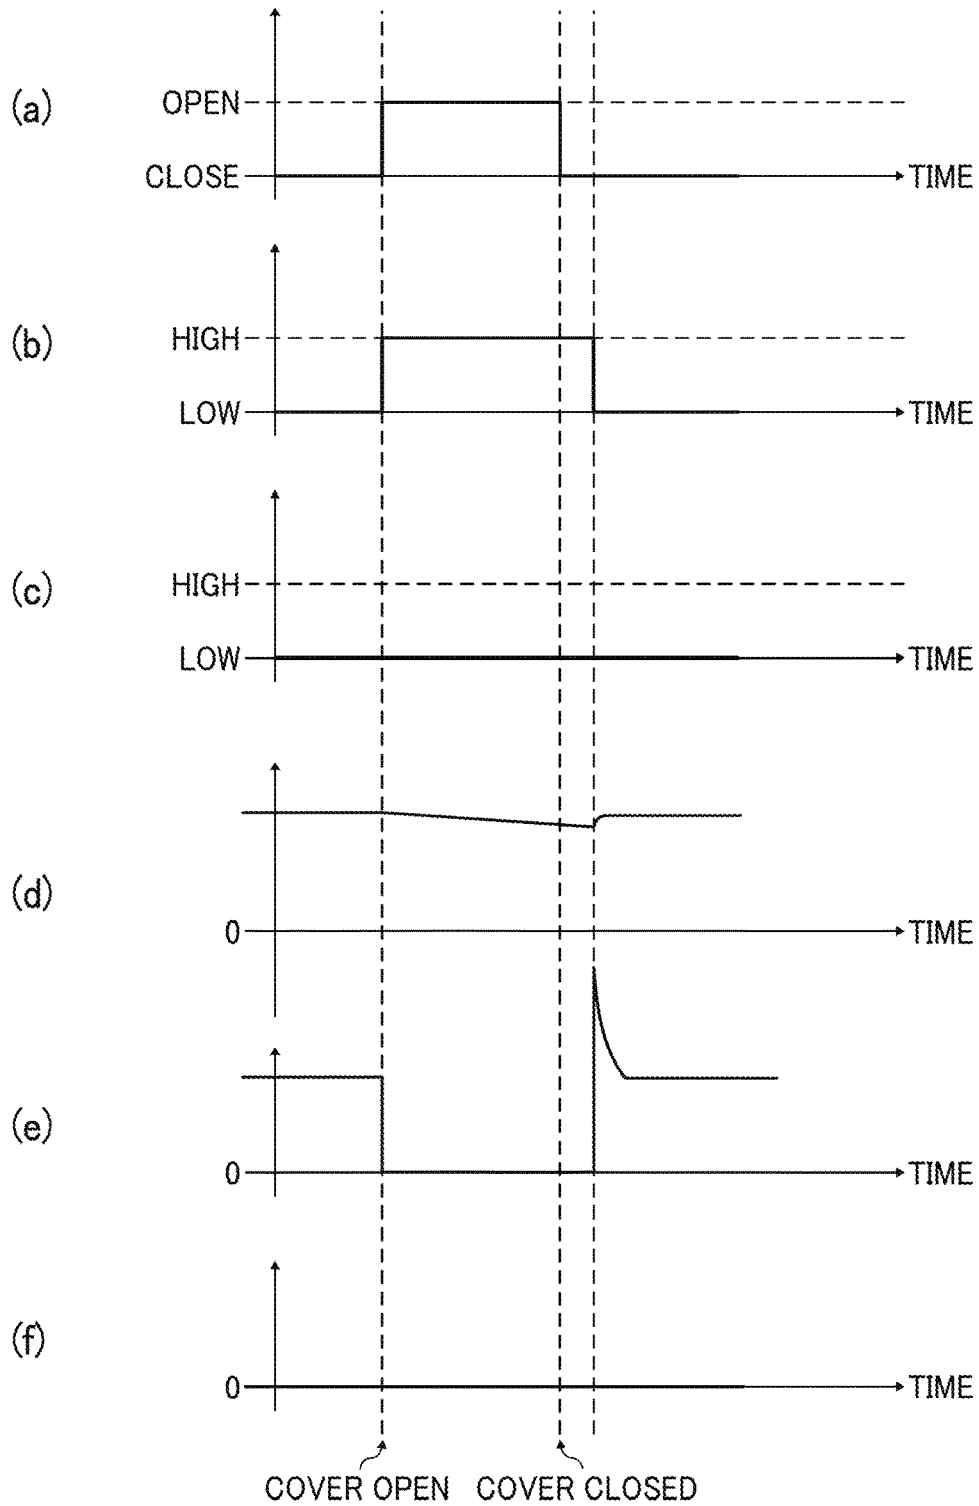 (a)
OPEN
CLOSE
TIME
(b)
HIGH
LOW
TIME
(c)
HIGH
LOW
TIME
(d)
0
TIME
(e)
0
TIME
(f)
0
TIME
COVER OPEN COVER CLOSED